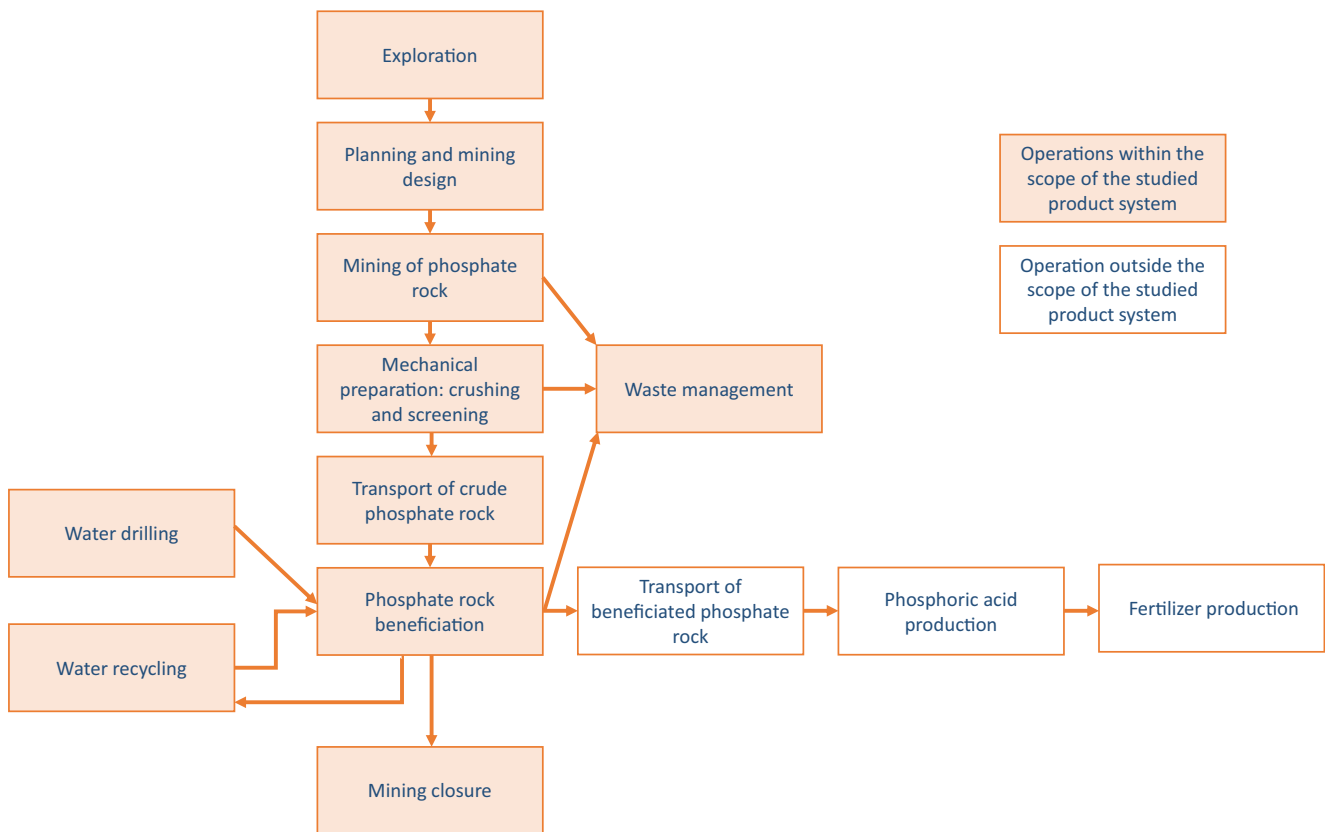 Exploration
Planning and mining
design
Operations within the
scope of the studied
product system
Mining of phosphate
rock
Operation outside the
scope of the studied
product system
Mechanical
preparation: crushing
and screening
Waste management
Transport of crude
phosphate rock
Water drilling
Phosphate rock
beneficiation
Transport of
beneficiated phosphate
rock
Phosphoric acid
production
Fertilizer production
Water recycling
Mining closure